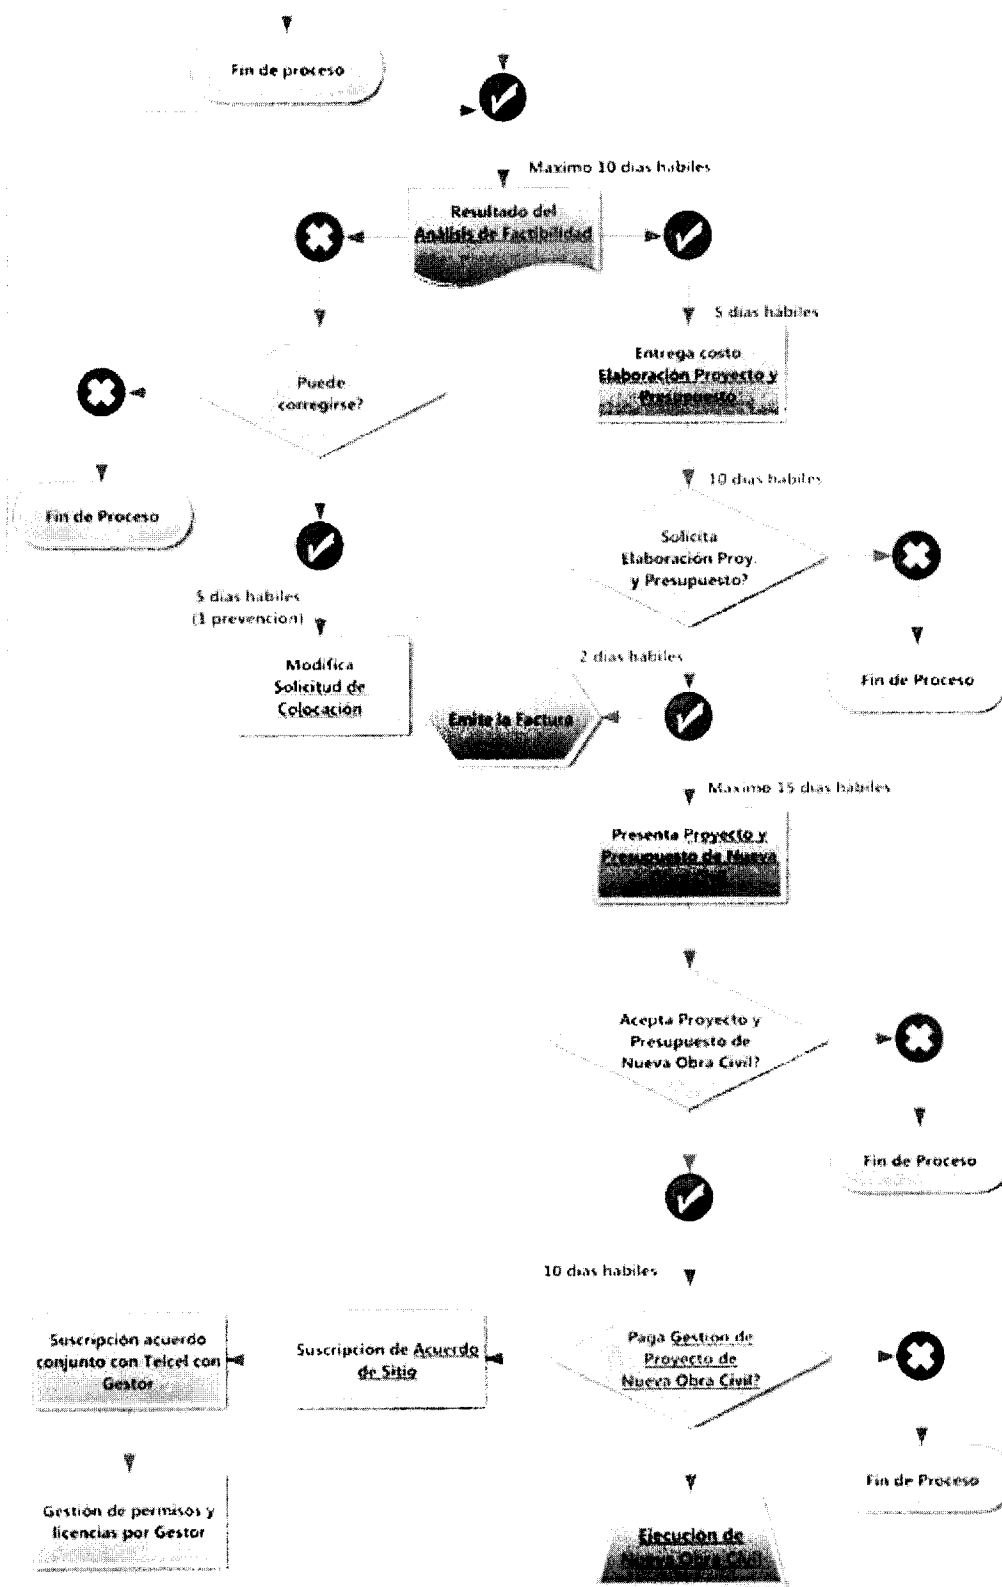 Fin de proceso
Maximo 10 dias habiles
Resultado del
Análisis de Factibilidad
5 dias hábiles
Entrega costo
Elaboración Proyecto y
Presupuesto
Puede
corregirse?
Fin de Proceso
10 dias habiles
Solicita
Elaboración Proy.
y Presupuesto?
5 dias habiles
(1 prevencion)
Modifica
Solicitud de
Colocación
2 dias habiles
Emite la Factura
Fin de Proceso
Maximo 15 dias hábiles
Presenta Proyecto y
Presupuesto de Nueva
Acepta Proyecto y
Presupuesto de
Nueva Obra Civil?
Fin de Proceso
10 dias habiles
Paga Gestión de
Proyecto de
Nueva Obra Civil?
Suscripcion de Acuerdo
de Sitio
Suscripción acuerdo
conjunto con Telcel con
Gestor
Gestión de permisos y
licencias por Gestor
Fin de Proceso
Ejecución de
Nueva Obra Civil